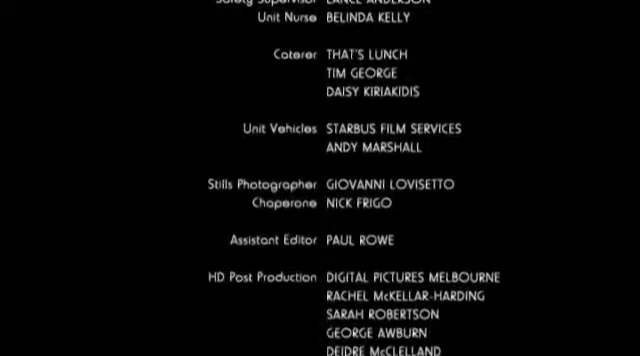 Safety Supervisor LANCE ANDERSON
Unit Nurse BELINDA KELLY
Caterer THAT'S LUNCH
TIM GEORGE
DAISY KIRIAKIDIS
Unit Vehicles STARBUS FILM SERVICES
ANDY MARSHALL
Stills Photographer GIOVANNI LOVISETTO
Chaperone NICK FRIGO
Assistant Editor PAUL ROWE
HD Post Production DIGITAL PICTURES MELBOURNE
RACHEL McKELLAR-HARDING
SARAH ROBERTSON
GEORGE AWBURN
DEIDRE McCLELLAND